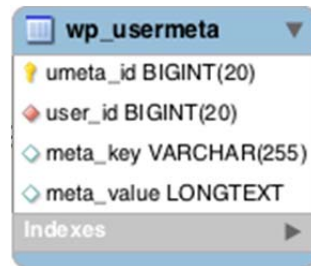 wp_usermeta
umeta_id BIGINT(20)
user_id BIGINT(20)
meta_key VARCHAR(255)
meta_value LONGTEXT
Indexes